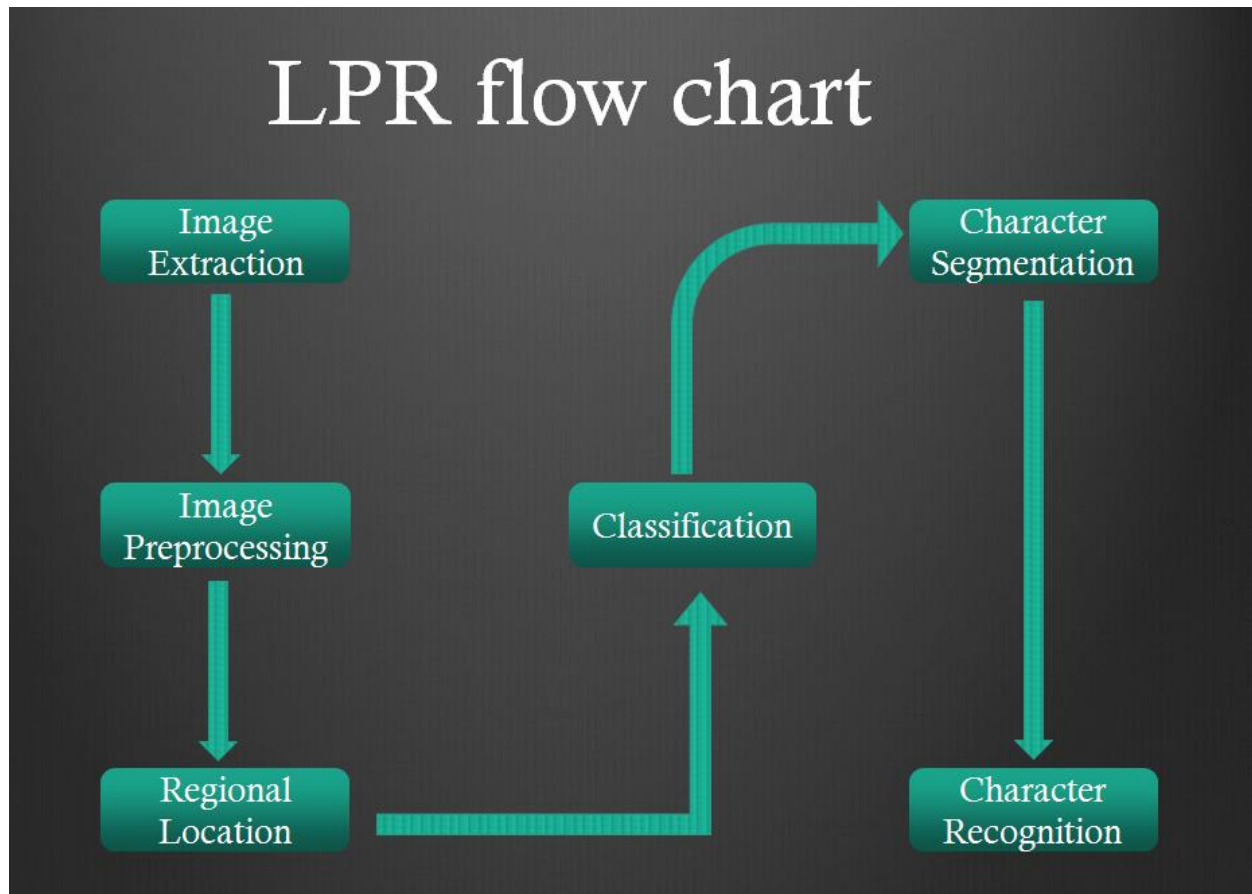 LPR flow chart
Image
Extraction
Image
Preprocessing
Regional
Location
Classification
Character
Segmentation
Character
Recognition